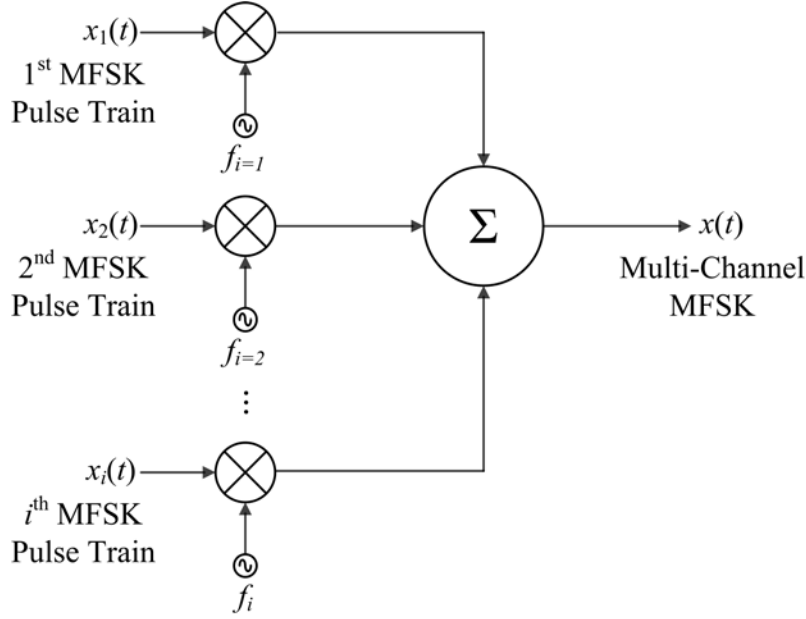 x₁(t)
1ˢᵗ MFSK
Pulse Train
fᵢ₌₁
x₂(t)
2ⁿᵈ MFSK
Pulse Train
fᵢ₌₂
⋮
xᵢ(t)
iᵗʰ MFSK
Pulse Train
fᵢ
Σ
x(t)
Multi-Channel
MFSK